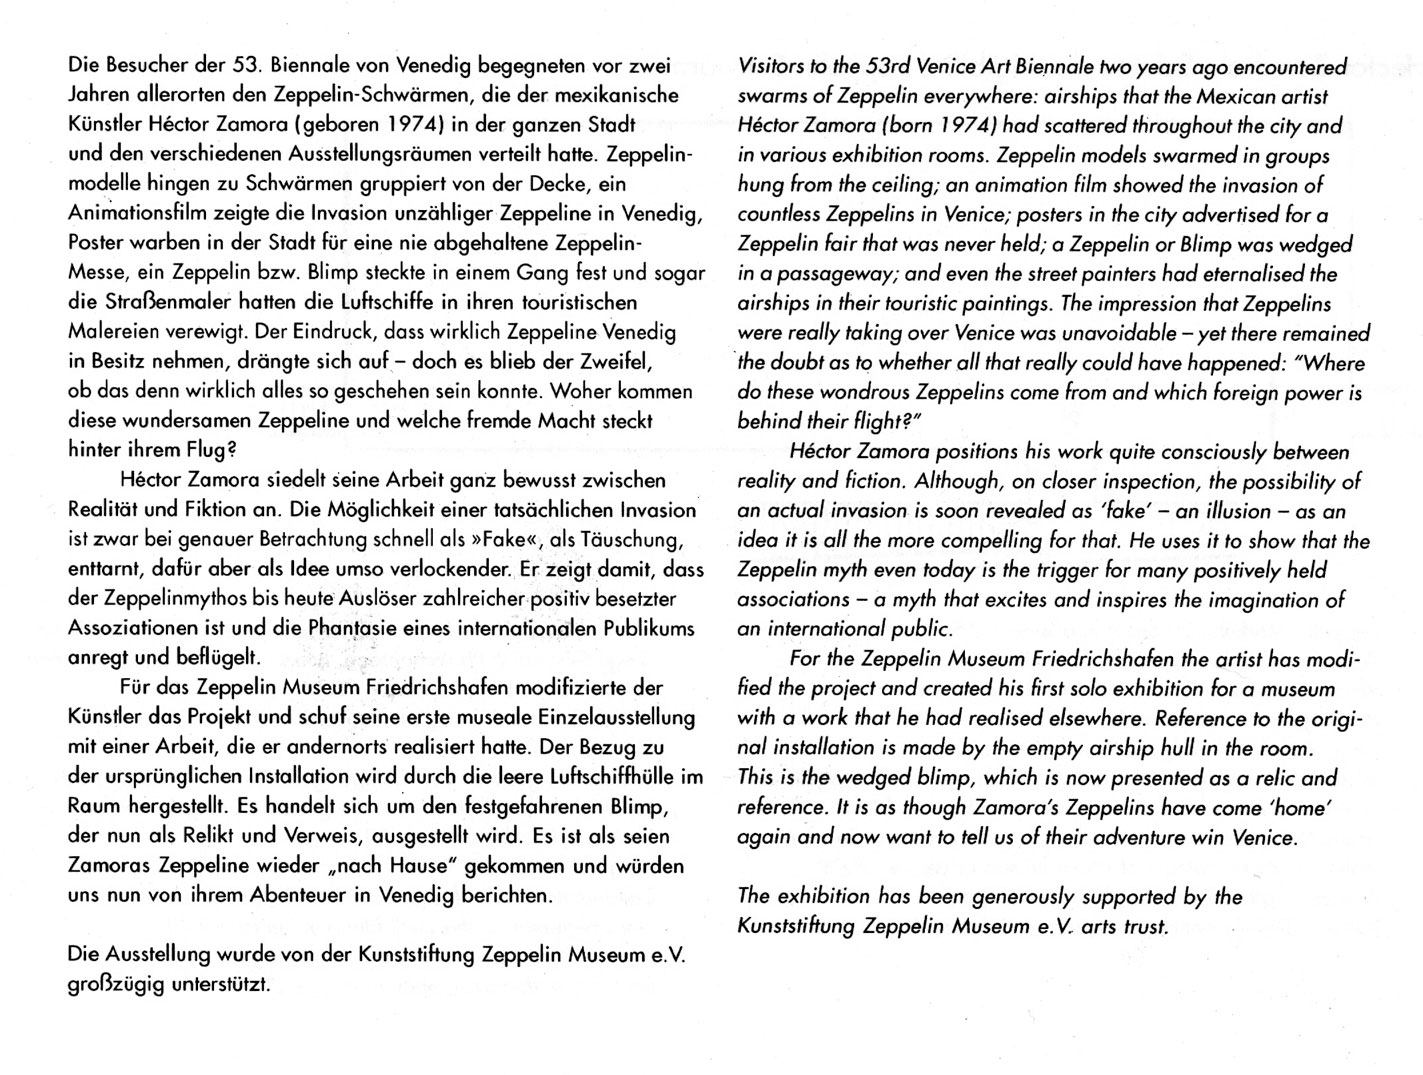 Die Besucher der 53. Biennale von Venedig begegneten vor zwei
Jahren allerorten den Zeppelin-Schwärmen, die der mexikanische
Künstler Héctor Zamora (geboren 1974) in der ganzen Stadt
und den verschiedenen Ausstellungsräumen verteilt hatte. Zeppelin-
modelle hingen zu Schwärmen gruppiert von der Decke, ein
Animationsfilm zeigte die Invasion unzähliger Zeppeline in Venedig,
Poster warben in der Stadt für eine nie abgehaltene Zeppelin-
Messe, ein Zeppelin bzw. Blimp steckte in einem Gang fest und sogar
die Straßenmaler hatten die Luftschiffe in ihren touristischen
Malereien verewigt. Der Eindruck, dass wirklich Zeppeline Venedig
in Besitz nehmen, drängte sich auf – doch es blieb der Zweifel,
ob das denn wirklich alles so geschehen sein konnte. Woher kommen
diese wundersamen Zeppeline und welche fremde Macht steckt
hinter ihrem Flug?
Héctor Zamora siedelt seine Arbeit ganz bewusst zwischen
Realität und Fiktion an. Die Möglichkeit einer tatsächlichen Invasion
ist zwar bei genauer Betrachtung schnell als »Fake«, als Täuschung,
enttarnt, dafür aber als Idee umso verlockender. Er zeigt damit, dass
der Zeppelinmythos bis heute Auslöser zahlreicher positiv besetzter
Assoziationen ist und die Phantasie eines internationalen Publikums
anregt und beflügelt.
Für das Zeppelin Museum Friedrichshafen modifizierte der
Künstler das Projekt und schuf seine erste museale Einzelausstellung
mit einer Arbeit, die er andernorts realisiert hatte. Der Bezug zu
der ursprünglichen Installation wird durch die leere Luftschiffhülle im
Raum hergestellt. Es handelt sich um den festgefahrenen Blimp,
der nun als Relikt und Verweis, ausgestellt wird. Es ist als seien
Zamoras Zeppeline wieder „nach Hause“ gekommen und würden
uns nun von ihrem Abenteuer in Venedig berichten.
Die Ausstellung wurde von der Kunststiftung Zeppelin Museum e.V.
großzügig unterstützt.
Visitors to the 53rd Venice Art Biennale two years ago encountered
swarms of Zeppelin everywhere: airships that the Mexican artist
Héctor Zamora (born 1974) had scattered throughout the city and
in various exhibition rooms. Zeppelin models swarmed in groups
hung from the ceiling; an animation film showed the invasion of
countless Zeppelins in Venice; posters in the city advertised for a
Zeppelin fair that was never held; a Zeppelin or Blimp was wedged
in a passageway; and even the street painters had eternalised the
airships in their touristic paintings. The impression that Zeppelins
were really taking over Venice was unavoidable – yet there remained
the doubt as to whether all that really could have happened: “Where
do these wondrous Zeppelins come from and which foreign power is
behind their flight?”
Héctor Zamora positions his work quite consciously between
reality and fiction. Although, on closer inspection, the possibility of
an actual invasion is soon revealed as ‘fake’ – an illusion – as an
idea it is all the more compelling for that. He uses it to show that the
Zeppelin myth even today is the trigger for many positively held
associations – a myth that excites and inspires the imagination of
an international public.
For the Zeppelin Museum Friedrichshafen the artist has modi-
fied the project and created his first solo exhibition for a museum
with a work that he had realised elsewhere. Reference to the origi-
nal installation is made by the empty airship hull in the room.
This is the wedged blimp, which is now presented as a relic and
reference. It is as though Zamora’s Zeppelins have come ‘home’
again and now want to tell us of their adventure win Venice.
The exhibition has been generously supported by the
Kunststiftung Zeppelin Museum e.V. arts trust.